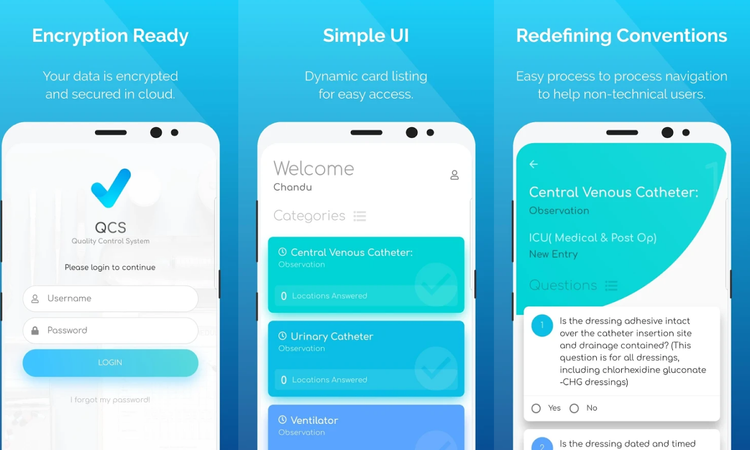 Encryption Ready
Your data is encrypted
and secured in cloud.
QCS
Quality Control System
Please login to continue
Username
Password
LOGIN
I forgot my password!
Simple UI
Dynamic card listing
for easy access.
Welcome
Chandu
Categories
Central Venous Catheter:
Observation
0 Locations Answered
Urinary Catheter
Observation
0 Locations Answered
Ventilator
Observation
Redefining Conventions
Easy process to process navigation
to help non-technical users.
1
Central Venous Catheter:
Observation
ICU( Medical & Post Op)
New Entry
Questions
1
Is the dressing adhesive intact
over the catheter insertion site
and drainage contained? (This
question is for all dressings,
including chlorhexidine gluconate
-CHG dressings)
Yes No
2
Is the dressing dated and timed